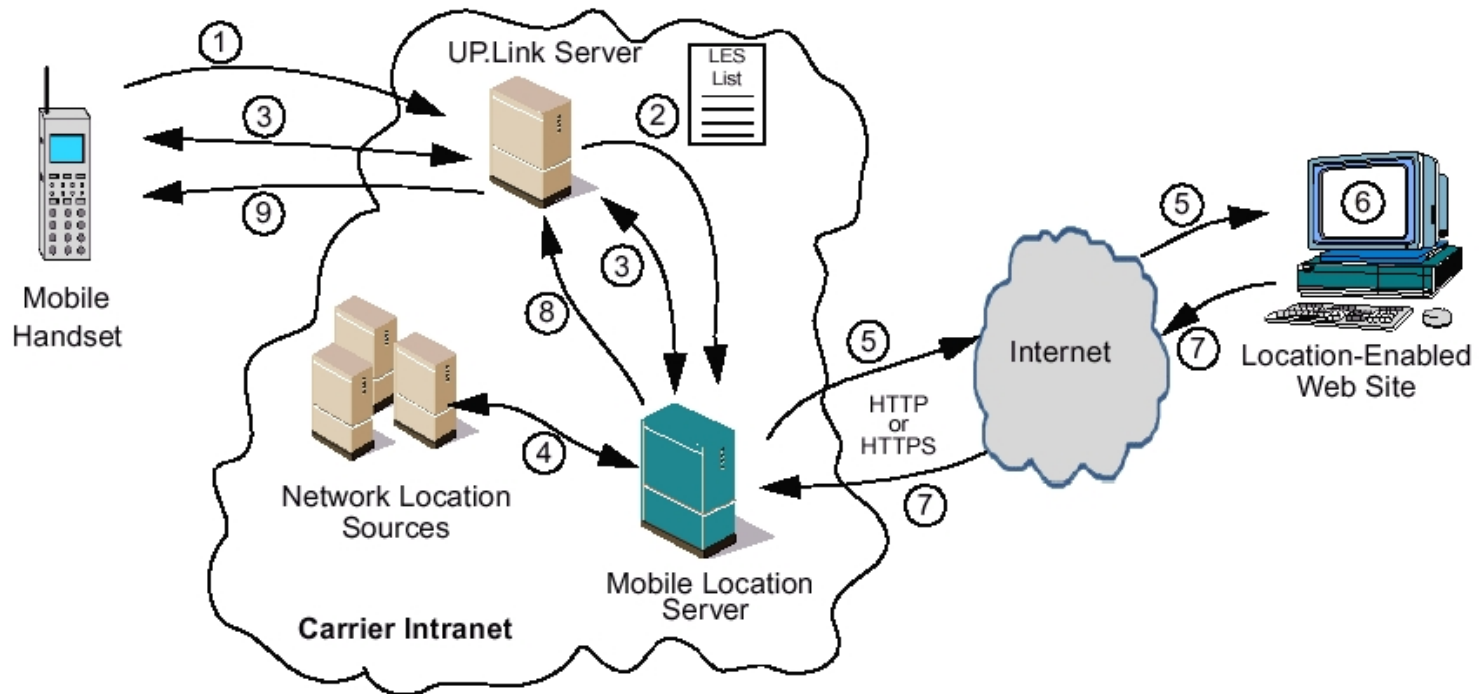 1
UP.Link Server
LES
List
2
3
9
Mobile
Handset
3
8
4
Network Location
Sources
Mobile Location
Server
Carrier Intranet
5
HTTP
or
HTTPS
7
Internet
5
6
7
Location-Enabled
Web Site